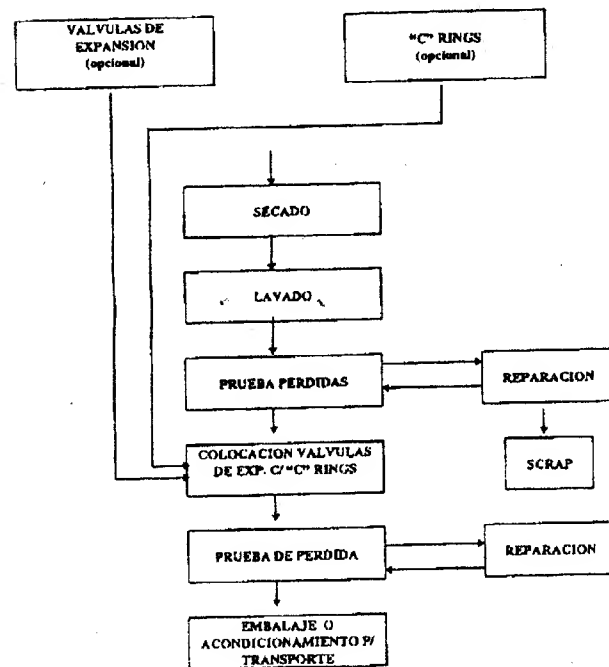 VALVULAS DE
EXPANSION
(opcional)
"C" RINGS
(opcional)
SECADO
LAVADO
PRUEBA PERDIDAS
REPARACION
COLOCACION VALVULAS
DE EXP. C/ "C" RINGS
SCRAP
PRUEBA DE PERDIDA
REPARACION
EMBALAJE O
ACONDICIONAMIENTO P/
TRANSPORTE